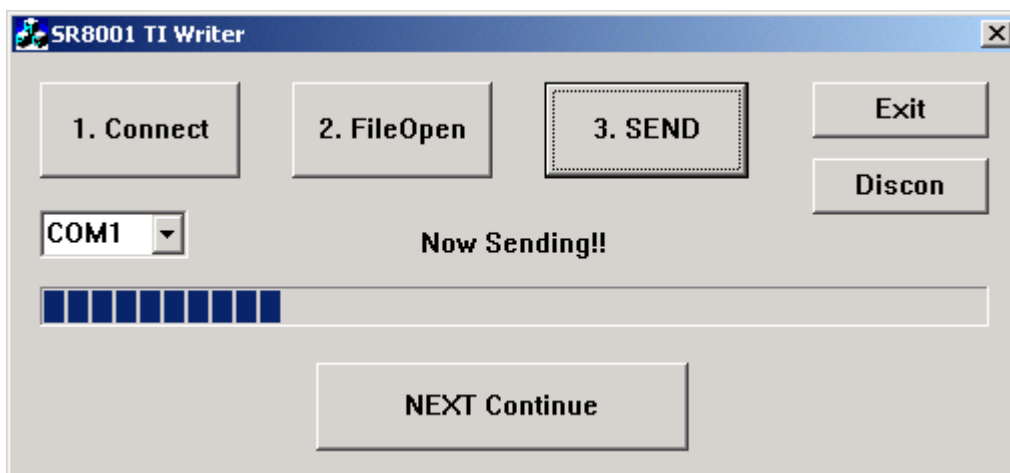 SR8001 TI Writer
1. Connect
2. FileOpen
3. SEND
Exit
Discon
COM1
Now Sending!!
NEXT Continue